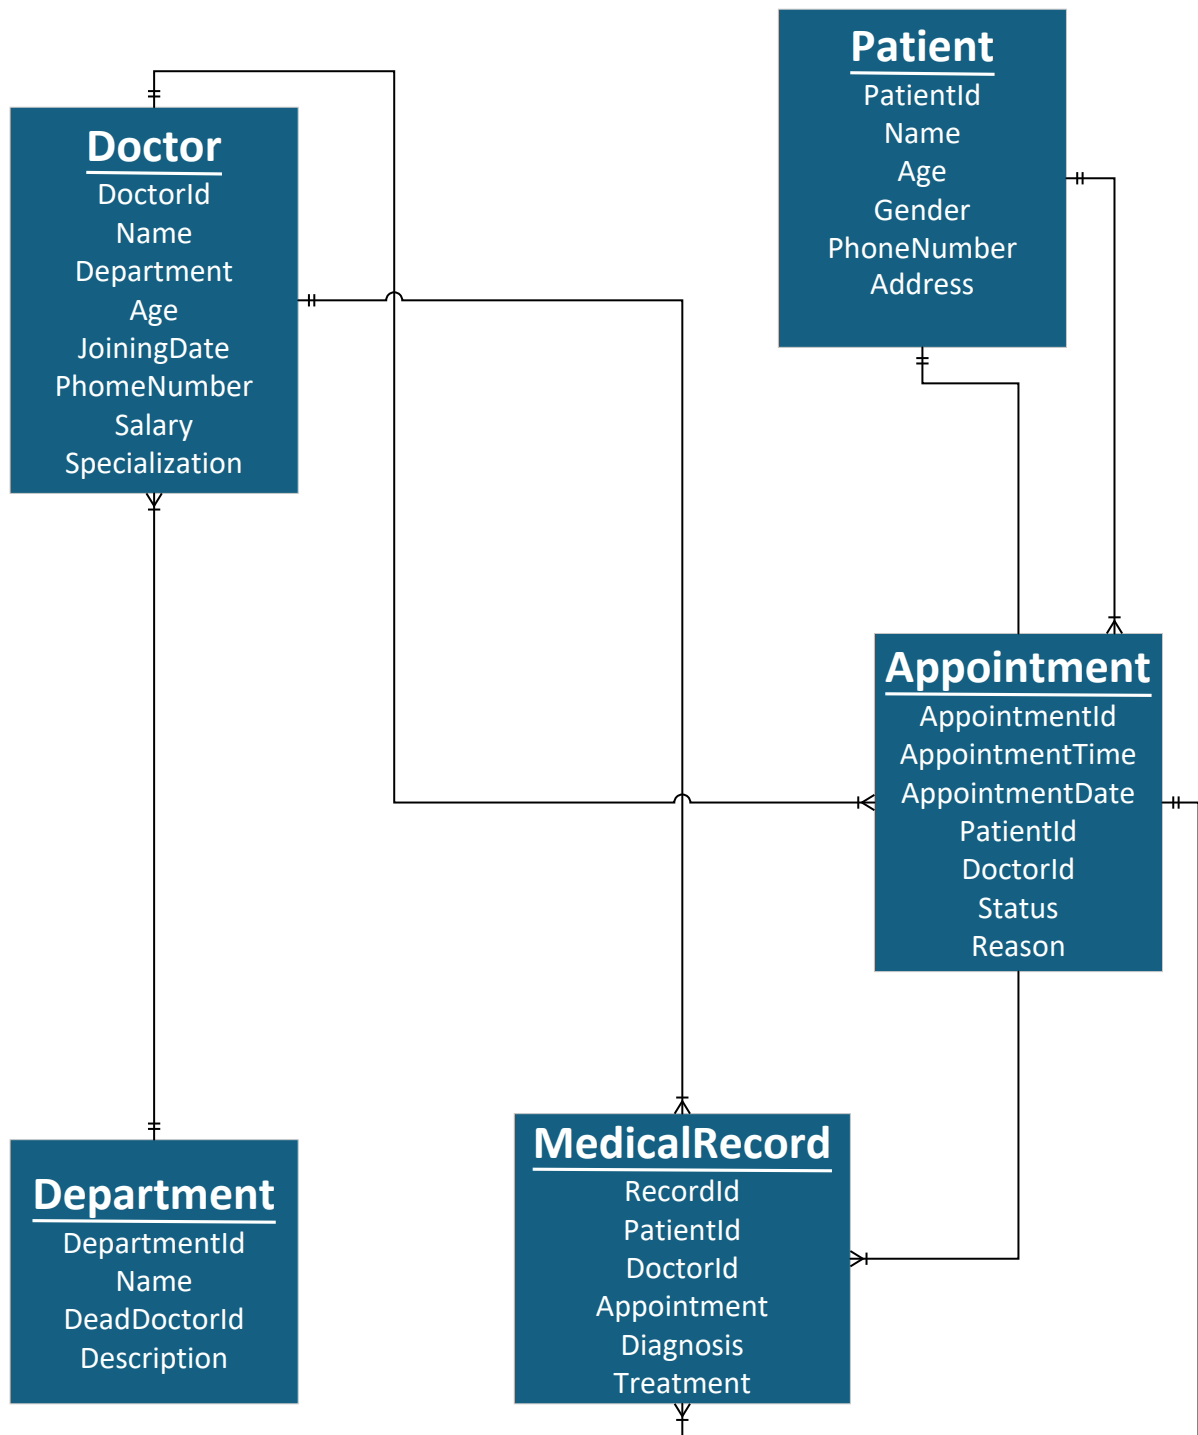 Patient
PatientId
Name
Age
Gender
PhoneNumber
Address
Doctor
DoctorId
Name
Department
Age
JoiningDate
PhomeNumber
Salary
Specialization
Appointment
AppointmentId
AppointmentTime
AppointmentDate
PatientId
DoctorId
Status
Reason
Department
DepartmentId
Name
DeadDoctorId
Description
MedicalRecord
RecordId
PatientId
DoctorId
Appointment
Diagnosis
Treatment